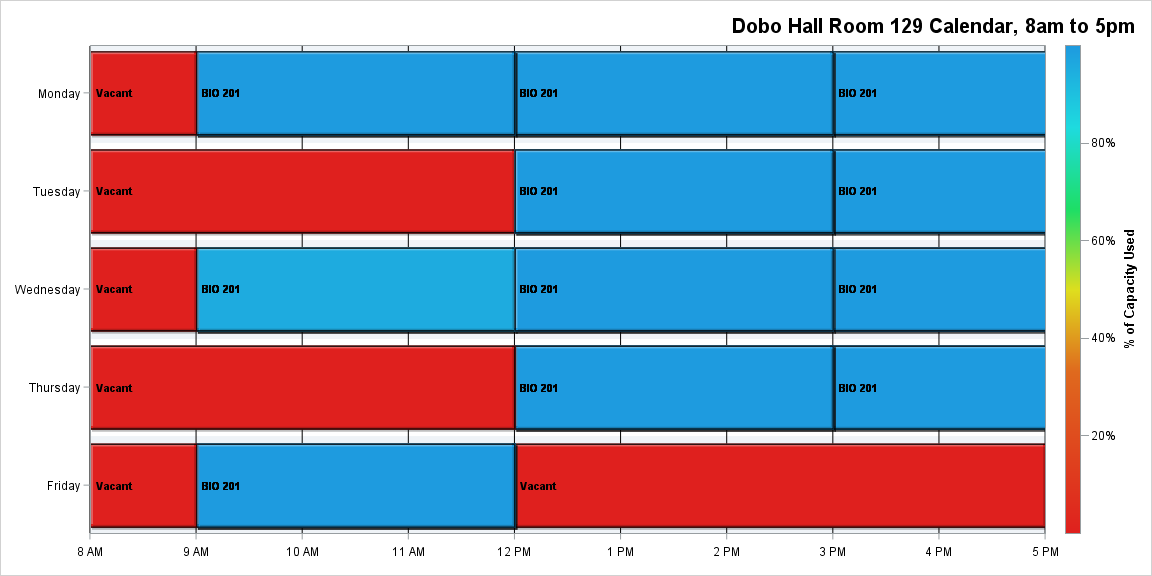 Dobo Hall Room 129 Calendar, 8am to 5pm
Monday Vacant BIO 201 BIO 201 BIO 201
80%
Tuesday Vacant BIO 201 BIO 201
60%
Wednesday Vacant BIO 201 BIO 201 BIO 201
% of Capacity Used
40%
Thursday Vacant BIO 201 BIO 201
20%
Friday Vacant BIO 201 Vacant
8 AM 9 AM 10 AM 11 AM 12 PM 1 PM 2 PM 3 PM 4 PM 5 PM